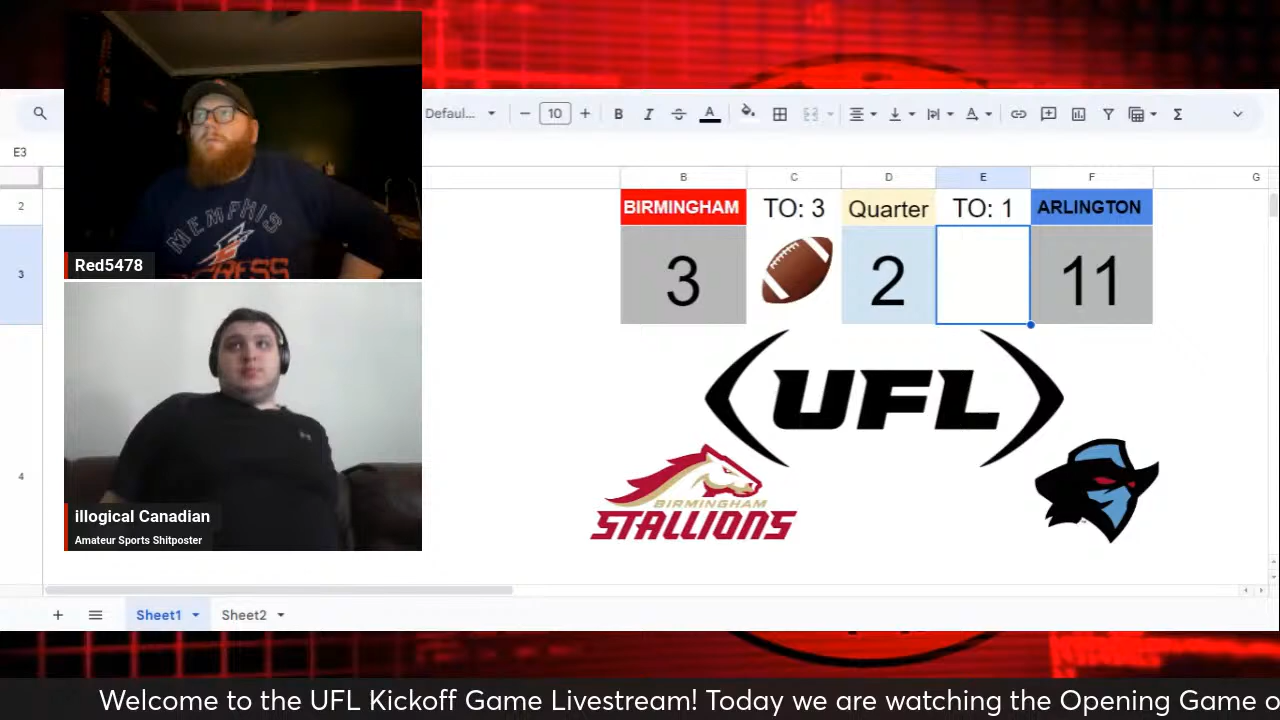 Defaul...
10
B
I
A
Σ
E3
B
C
D
E
F
G
2
BIRMINGHAM
TO: 3
Quarter
TO: 1
ARLINGTON
3
3
2
11
MEMPHIS
Red5478
UFL
4
BIRMINGHAM
STALLIONS
illogical Canadian
Amateur Sports Shitposter
Sheet1
Sheet2
Welcome to the UFL Kickoff Game Livestream! Today we are watching the Opening Game o